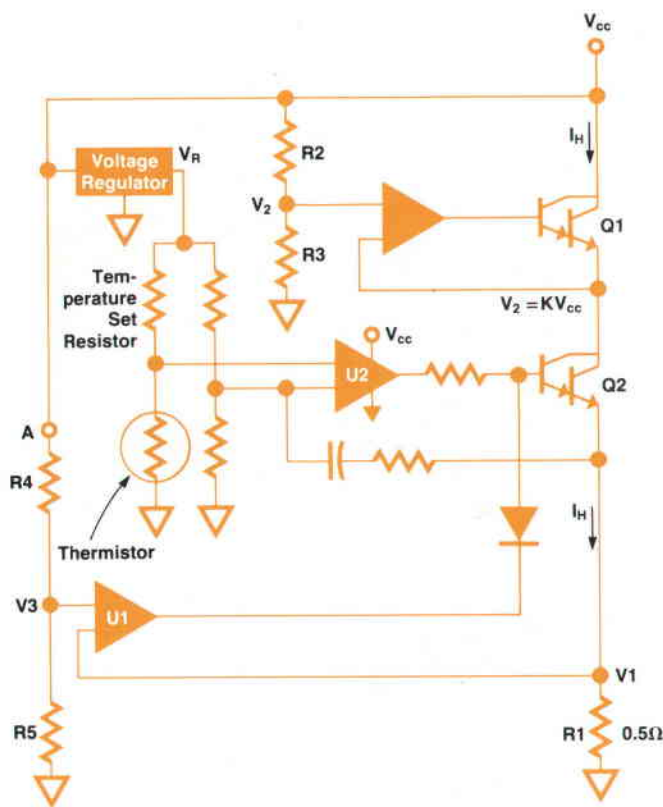 Vcc
IH
R2
Voltage
Regulator
VR
V2
Q1
R3
Tem-
perature
Set
Resistor
V2 = KVcc
Vcc
U2
Q2
A
R4
IH
Thermistor
V3
U1
V1
R5
R1
0.5Ω